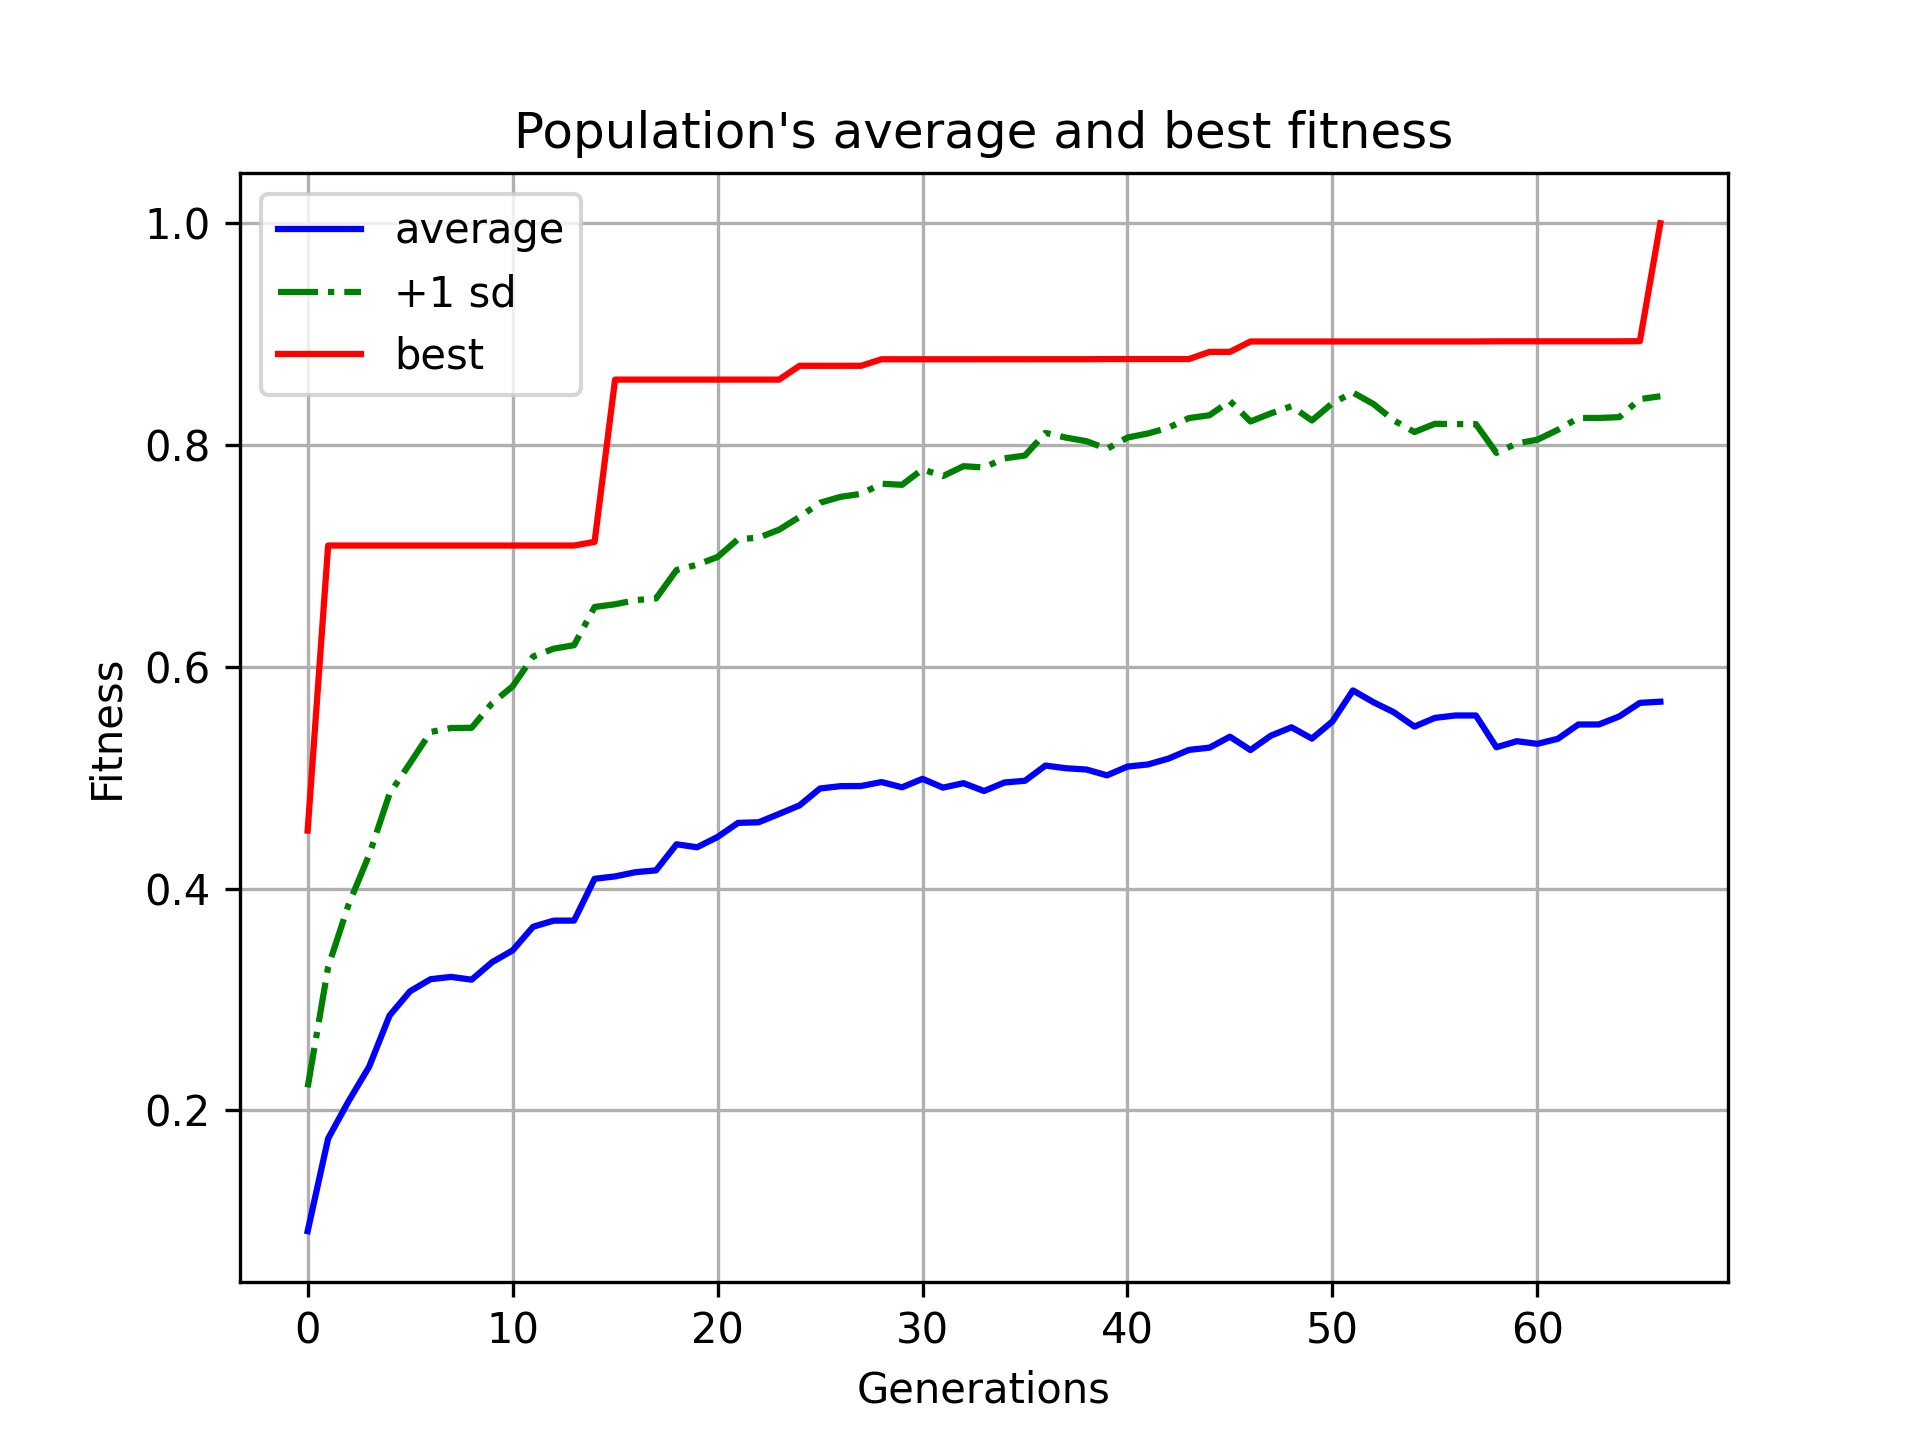 Population's average and best fitness
average
+1 sd
best
1.0
0.8
0.6
0.4
0.2
Fitness
0 10 20 30 40 50 60
Generations